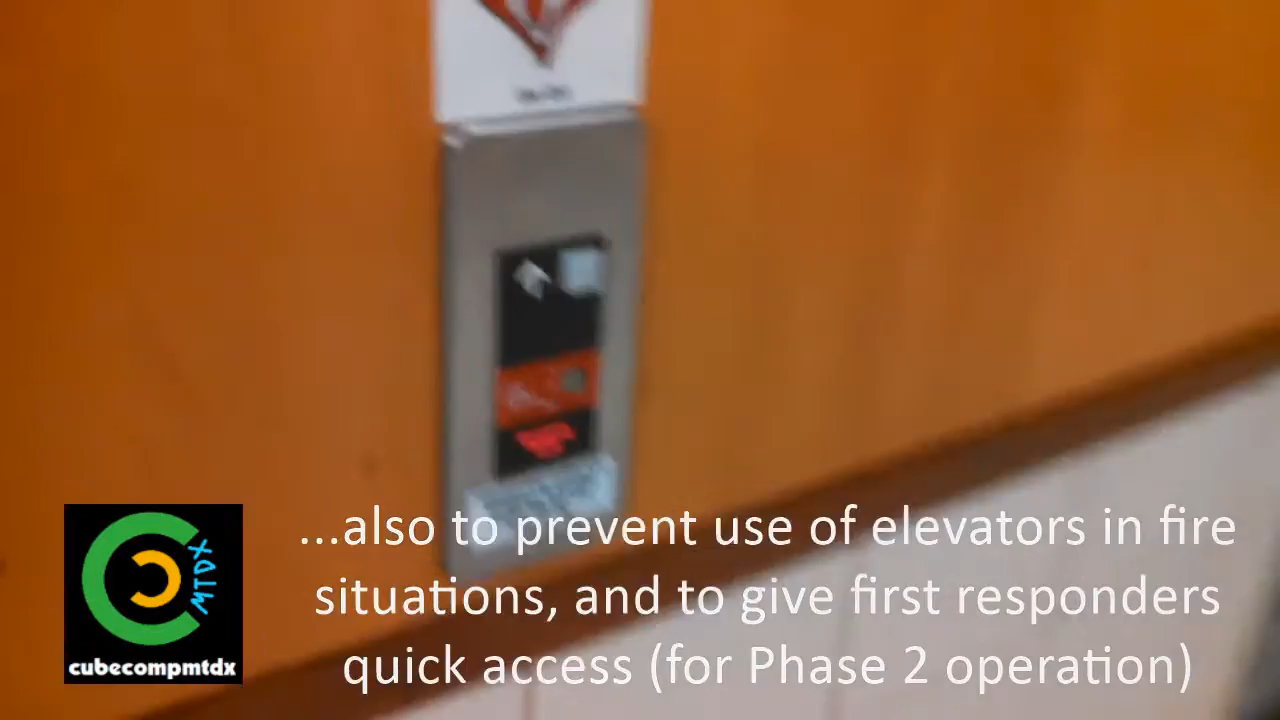 ...also to prevent use of elevators in fire
situations, and to give first responders
quick access (for Phase 2 operation)
MTDX
cubecompmtdx